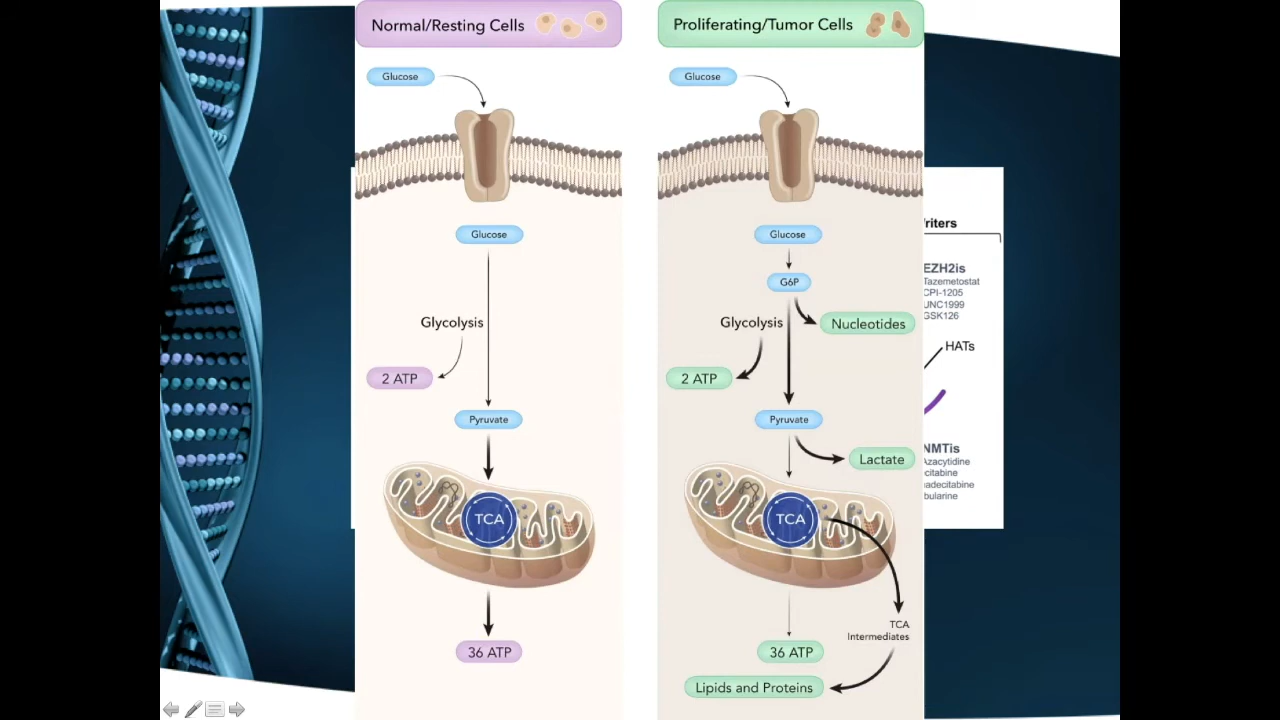 Normal/Resting Cells
Glucose
Glucose
Glycolysis
2 ATP
Pyruvate
TCA
36 ATP
Proliferating/Tumor Cells
Glucose
Glucose
G6P
Glycolysis
Nucleotides
2 ATP
Pyruvate
Lactate
TCA
TCA
Intermediates
36 ATP
Lipids and Proteins
riters
EZH2is
Tazemetostat
CPI-1205
UNC1999
GSK126
HATs
NMTis
Azacytidine
citabine
adecitabine
bularine